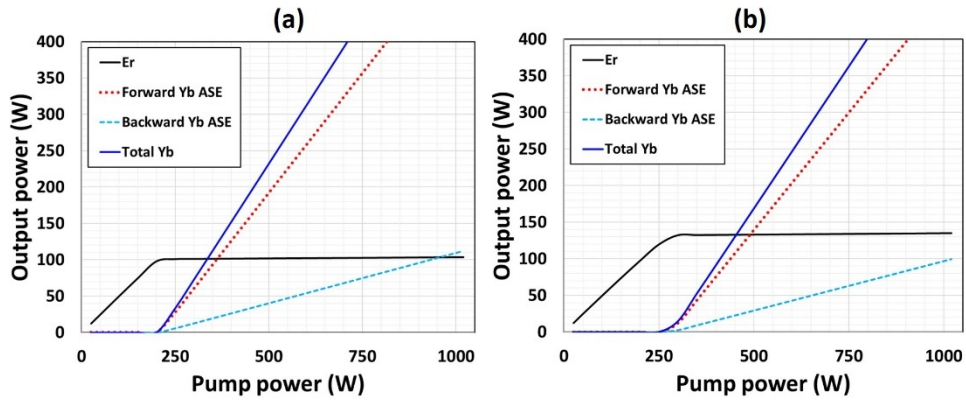 (a)
Output power (W)
400
350
300
250
200
150
100
50
0
Er
Forward Yb ASE
Backward Yb ASE
Total Yb
0
250
500
750
1000
Pump power (W)
(b)
Output power (W)
400
350
300
250
200
150
100
50
0
Er
Forward Yb ASE
Backward Yb ASE
Total Yb
0
250
500
750
1000
Pump power (W)